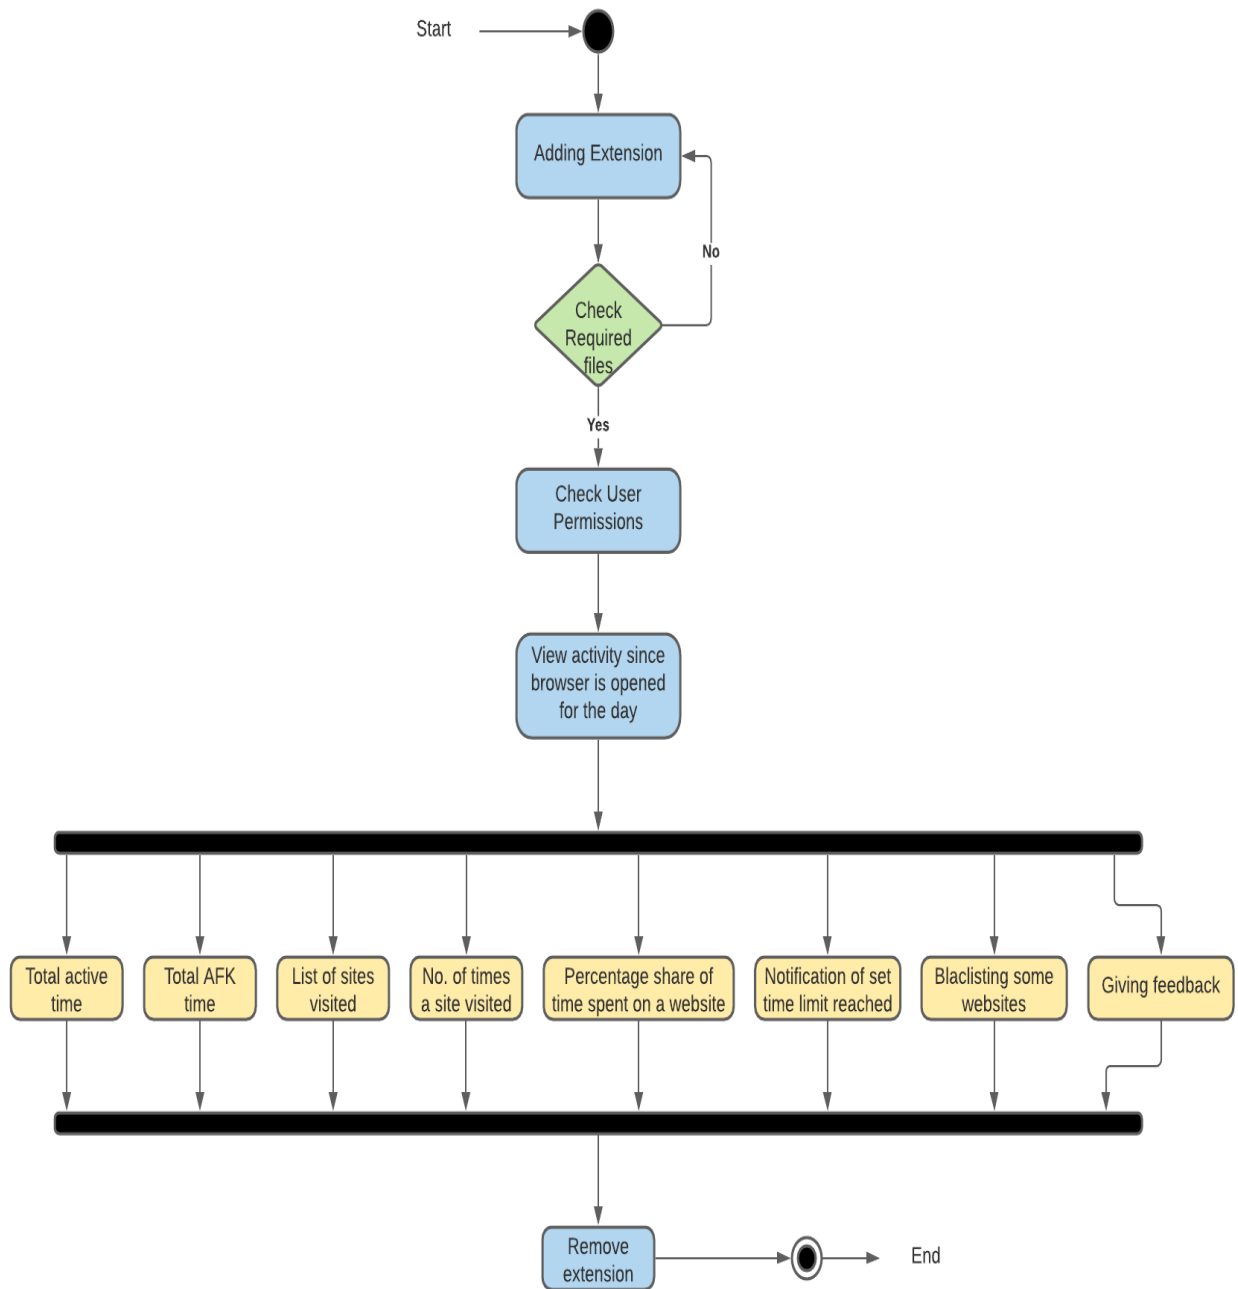 Start
Adding Extension
No
Check
Required
files
Yes
Check User
Permissions
View activity since
browser is opened
for the day
Total active
time
Total AFK
time
List of sites
visited
No. of times
a site visited
Percentage share of
time spent on a website
Notification of set
time limit reached
Blaclisting some
websites
Giving feedback
Remove
extension
End